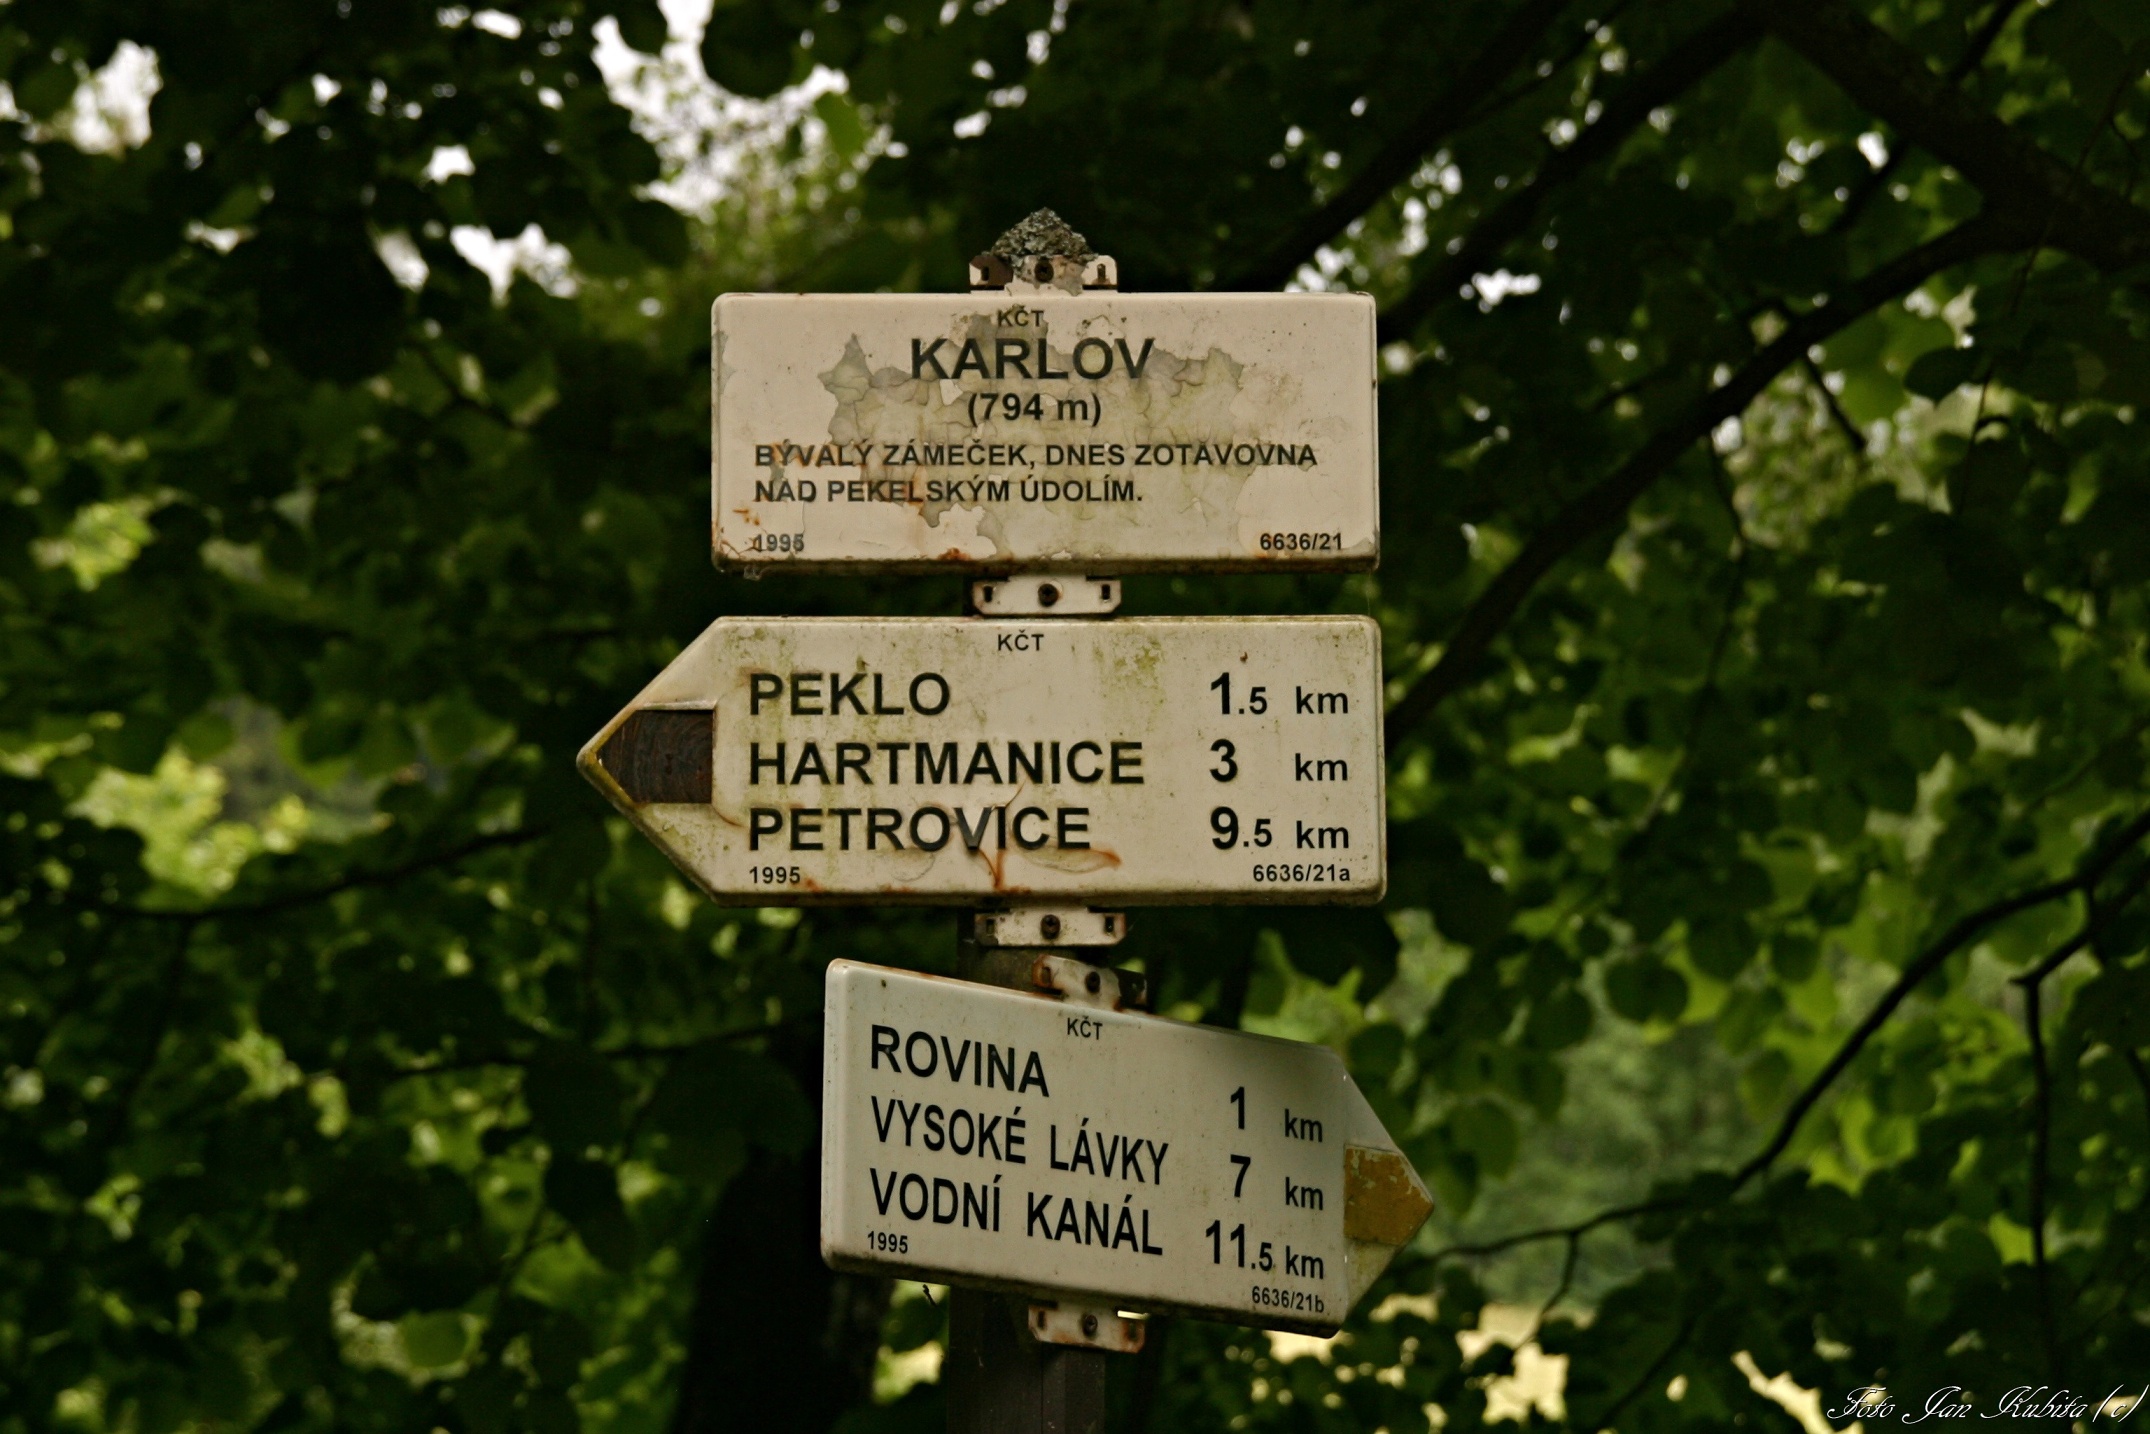 KČT
KARLOV
(794 m)
BÝVALÝ ZÁMEČEK, DNES ZOTAVOVNA
NAD PEKELSKÝM ÚDOLÍM.
1995 6636/21
KČT
PEKLO 1.5 km
HARTMANICE 3 km
PETROVICE 9.5 km
1995 6636/21a
KČT
ROVINA 1 km
VYSOKÉ LÁVKY 7 km
VODNÍ KANÁL 11.5 km
1995 6636/21b
Foto Jan Kubita (c)